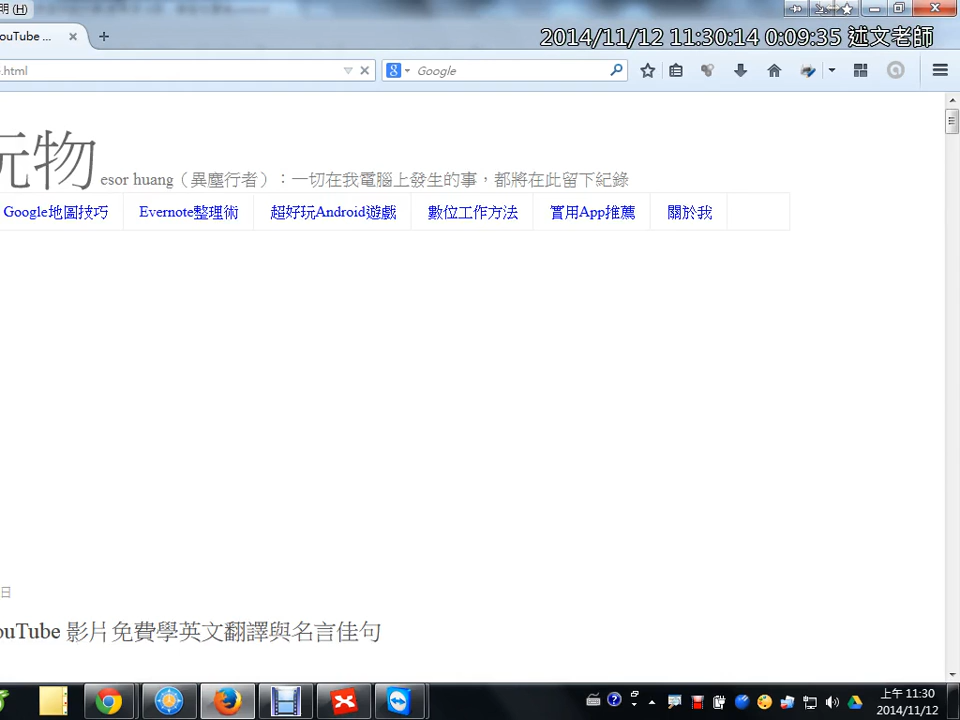 明(H)
ouTube ...
2014/11/12 11:30:14 0:09:35 述文老師
.html
Google
玩物 esor huang（異塵行者）：一切在我電腦上發生的事，都將在此留下紀錄
Google地圖技巧 Evernote整理術 超好玩Android遊戲 數位工作方法 實用App推薦 關於我
日
ouTube 影片免費學英文翻譯與名言佳句
上午 11:30
2014/11/12